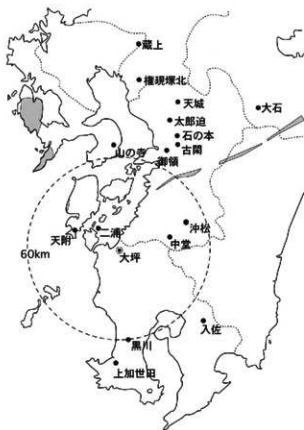 蔵上
権現塚北
天城
大石
太郎迫
石の本
古閑
山の寺
御領
沖松
天附
二浦
中堂
60km
大坪
入佐
黒川
上加世田